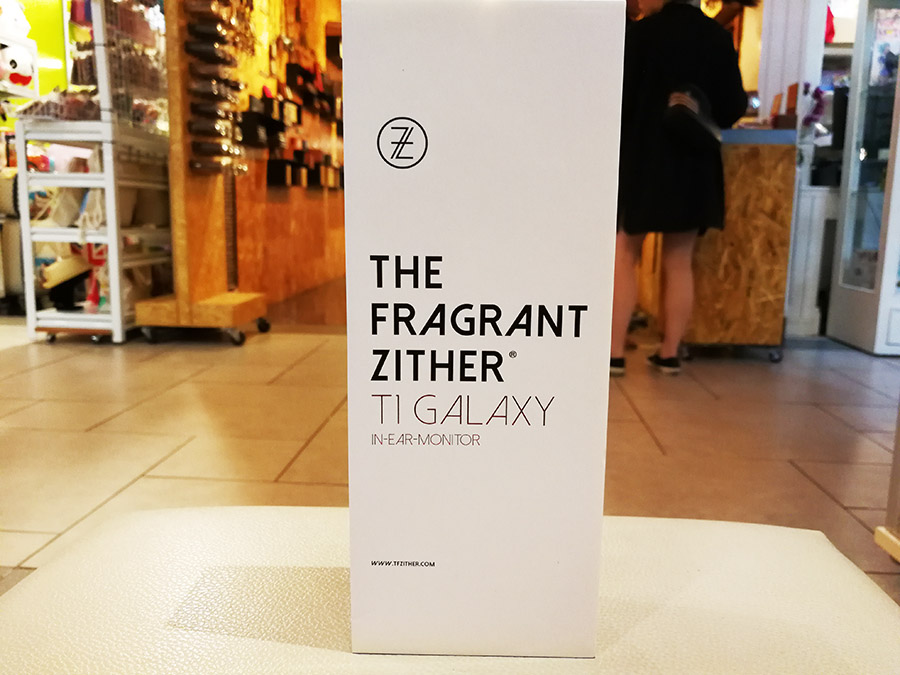 THE
FRAGRANT
ZITHER®
T1 GALAXY
IN-EAR-MONITOR
WWW.TFZITHER.COM